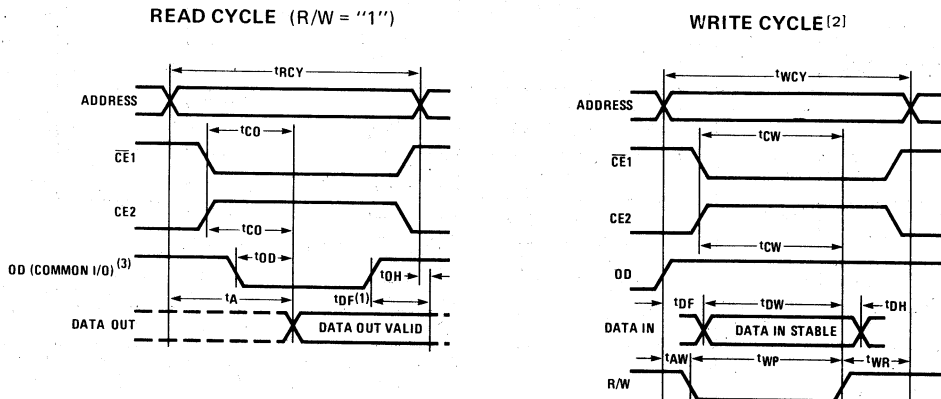 READ CYCLE (R/W = "1")
tRCY
ADDRESS
tCO
CE1
CE2
tCO
OD (COMMON I/O) (3)
tOD
tOH
tA
tDF(1)
DATA OUT
DATA OUT VALID
WRITE CYCLE[2]
tWCY
ADDRESS
tCW
CE1
CE2
tCW
OD
tDF
tDW
tDH
DATA IN
DATA IN STABLE
tAW
tWP
tWR
R/W